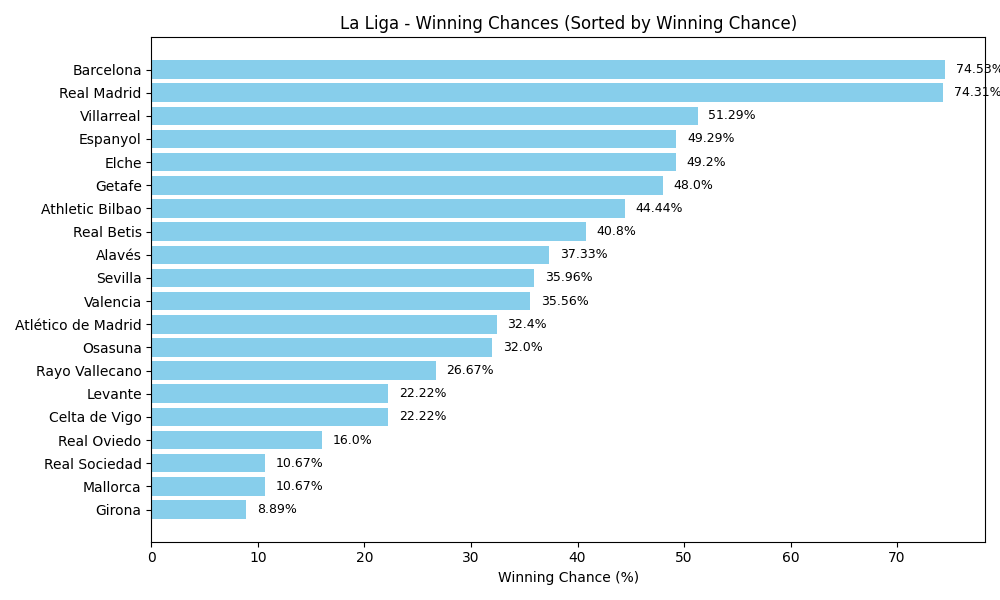 La Liga - Winning Chances (Sorted by Winning Chance)
Barcelona 74.53%
Real Madrid 74.31%
Villarreal 51.29%
Espanyol 49.29%
Elche 49.2%
Getafe 48.0%
Athletic Bilbao 44.44%
Real Betis 40.8%
Alavés 37.33%
Sevilla 35.96%
Valencia 35.56%
Atlético de Madrid 32.4%
Osasuna 32.0%
Rayo Vallecano 26.67%
Levante 22.22%
Celta de Vigo 22.22%
Real Oviedo 16.0%
Real Sociedad 10.67%
Mallorca 10.67%
Girona 8.89%
0 10 20 30 40 50 60 70
Winning Chance (%)